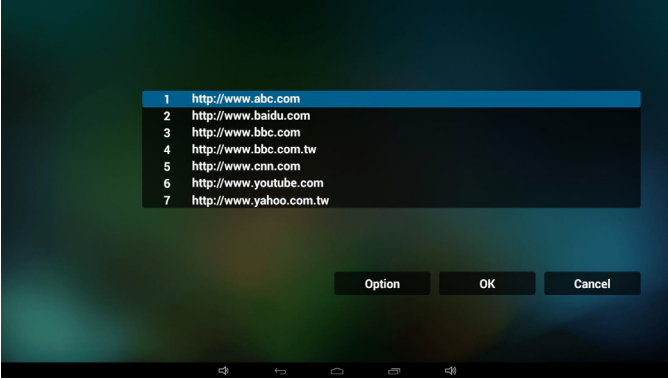 1 http://www.abc.com
2 http://www.baidu.com
3 http://www.bbc.com
4 http://www.bbc.com.tw
5 http://www.cnn.com
6 http://www.youtube.com
7 http://www.yahoo.com.tw
Option OK Cancel